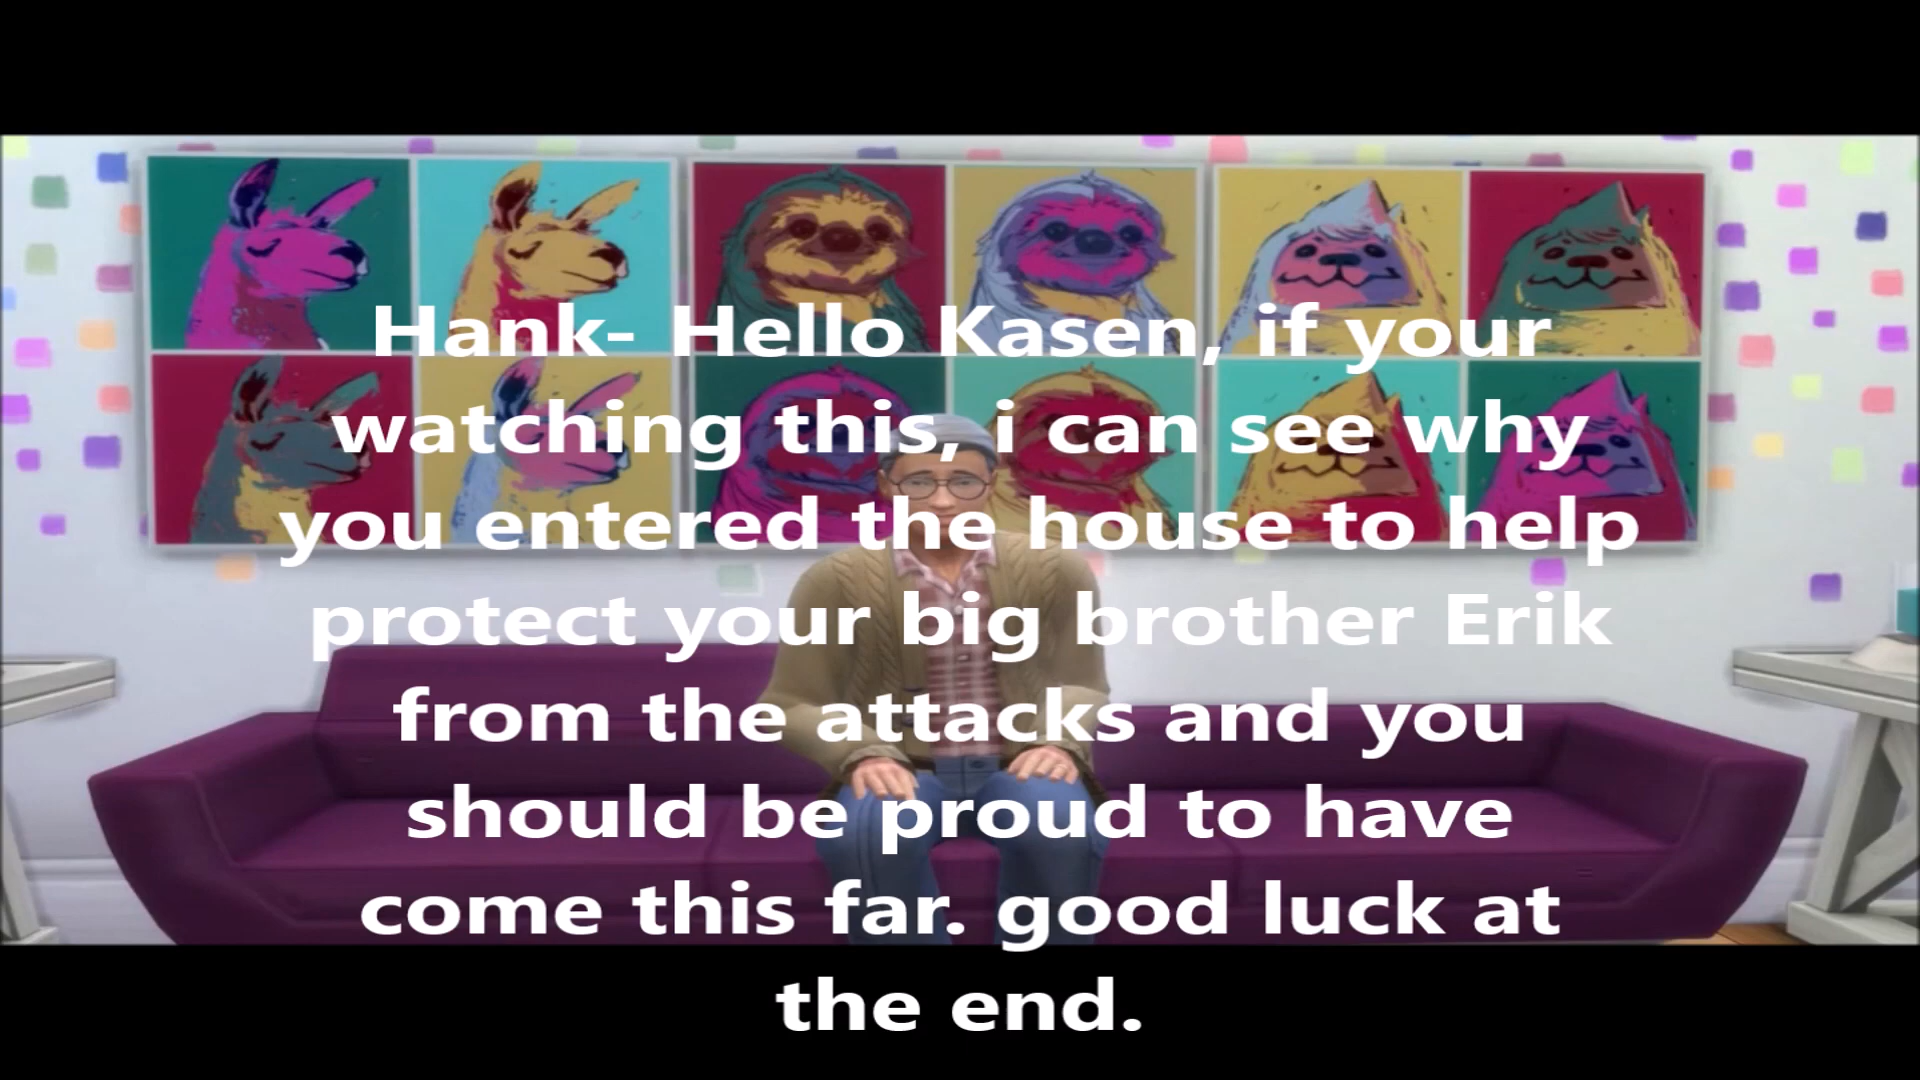 Hank- Hello Kasen, if your
watching this, i can see why
you entered the house to help
protect your big brother Erik
from the attacks and you
should be proud to have
come this far. good luck at
the end.